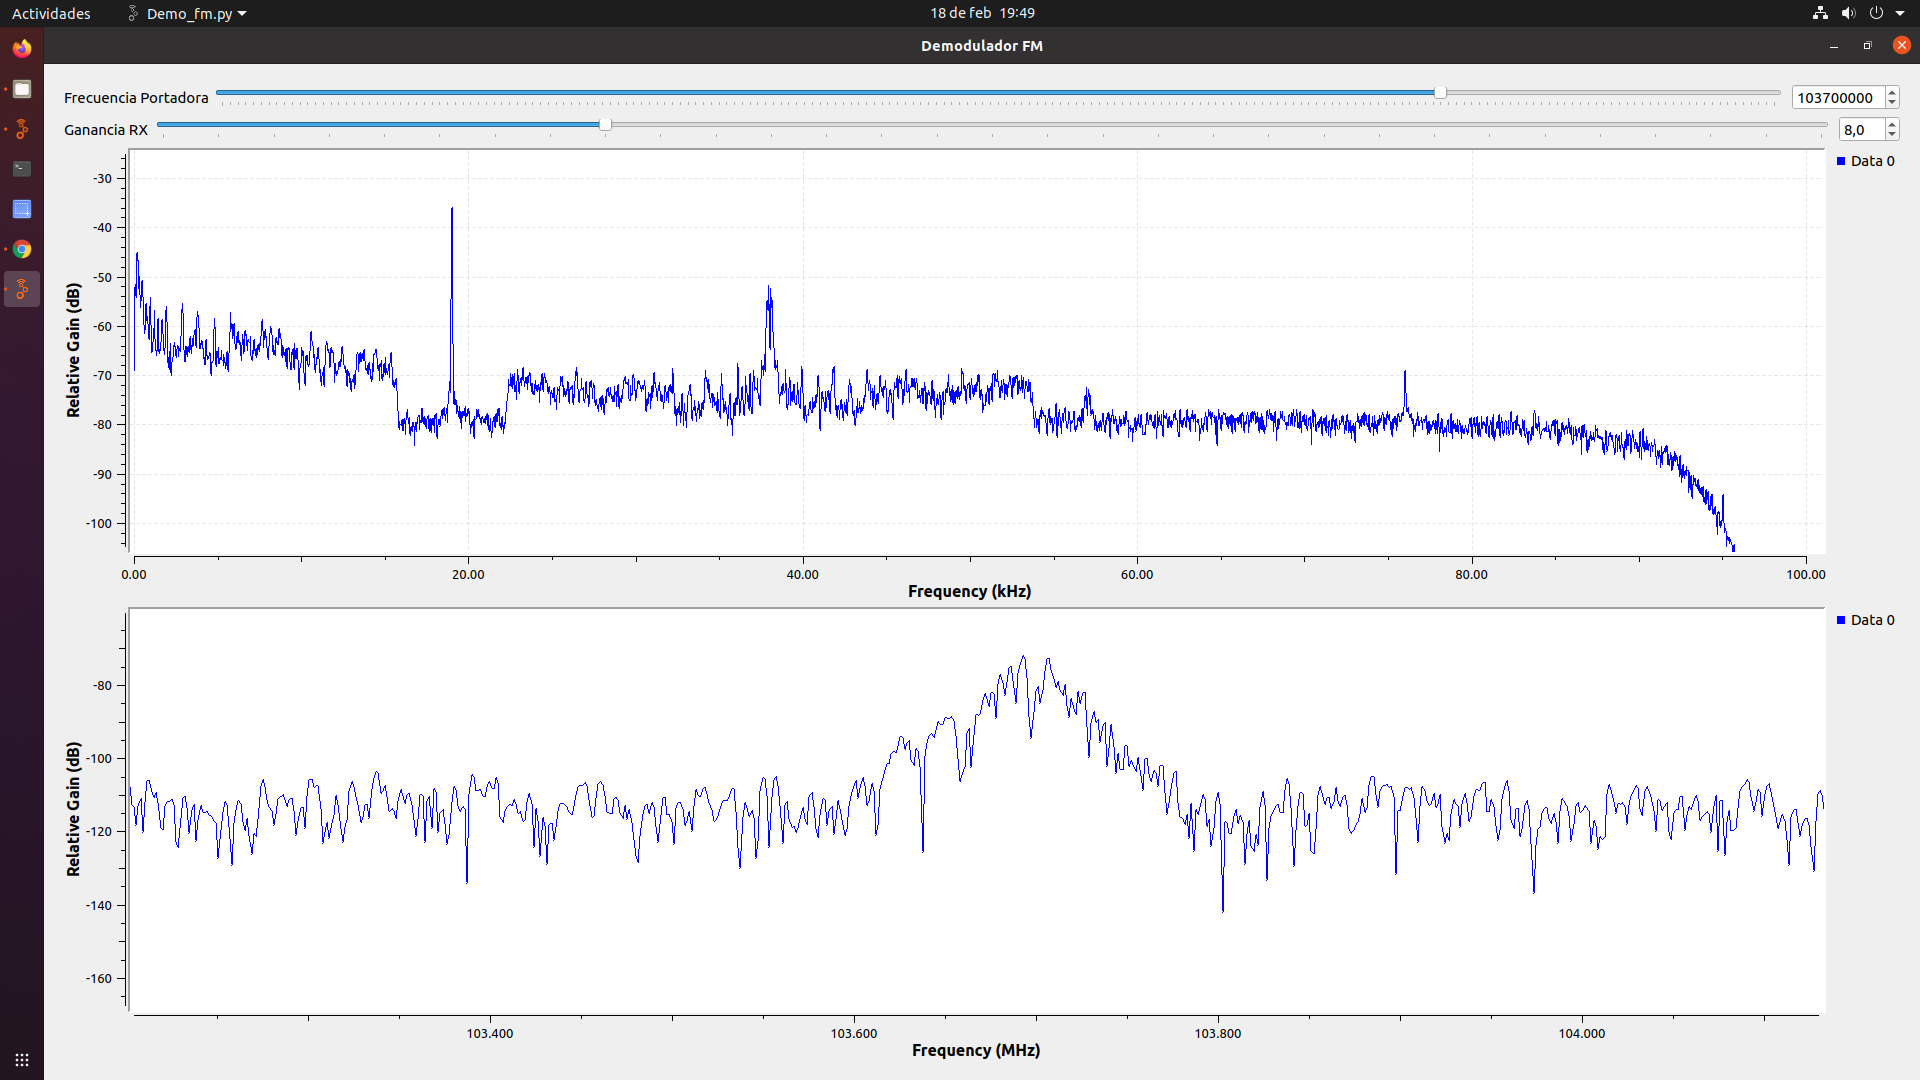 Actividades Demo_fm.py 18 de feb 19:49
Demodulador FM
Frecuencia Portadora 103700000
Ganancia RX 8,0
Data 0
Relative Gain (dB)
-30
-40
-50
-60
-70
-80
-90
-100
0.00 20.00 40.00 60.00 80.00 100.00
Frequency (kHz)
Data 0
Relative Gain (dB)
-80
-100
-120
-140
-160
103.400 103.600 103.800 104.000
Frequency (MHz)